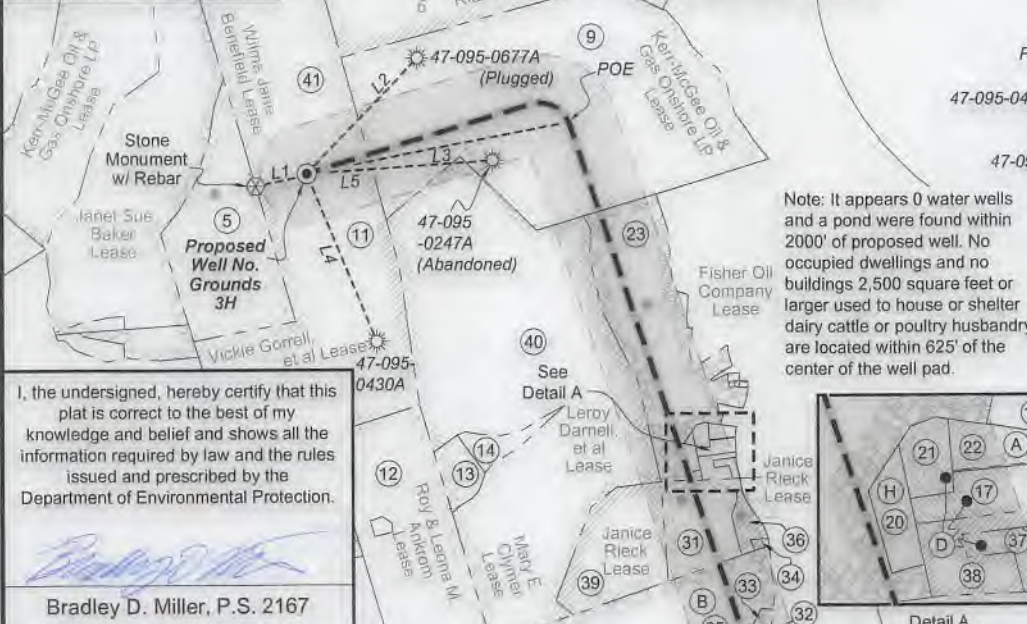 6
Kerr-McGee Oil &
Gas Onshore LP
Lease
Wilma Jane
Benefield Lease
41
L2
47-095-0677A
(Plugged)
9
POE
Kerr-McGee Oil &
Gas Onshore LP
Lease
47-095-04
47-09
Stone
Monument
w/ Rebar
L1
L3
L5
L4
Janet Sue
Baker
Lease
5
Proposed
Well No.
Grounds
3H
11
47-095
-0247A
(Abandoned)
23
Note: It appears 0 water wells
and a pond were found within
2000' of proposed well. No
occupied dwellings and no
buildings 2,500 square feet or
larger used to house or shelter
dairy cattle or poultry husbandry
are located within 625' of the
center of the well pad.
Fisher Oil
Company
Lease
Vickie Gorrell,
et al Lease
47-095-
0430A
40
See
Detail A
Leroy
Darnell,
et al
Lease
I, the undersigned, hereby certify that this
plat is correct to the best of my
knowledge and belief and shows all the
information required by law and the rules
issued and prescribed by the
Department of Environmental Protection.
Bradley D. Miller, P.S. 2167
12
13
14
Roy & Leona M.
Ankrom
Lease
Mary E.
Clymer
Lease
Janice
Rieck
Lease
39
Janice
Rieck
Lease
31
36
34
33
32
B
21
22
A
H
20
17
D
37
38
Detail A